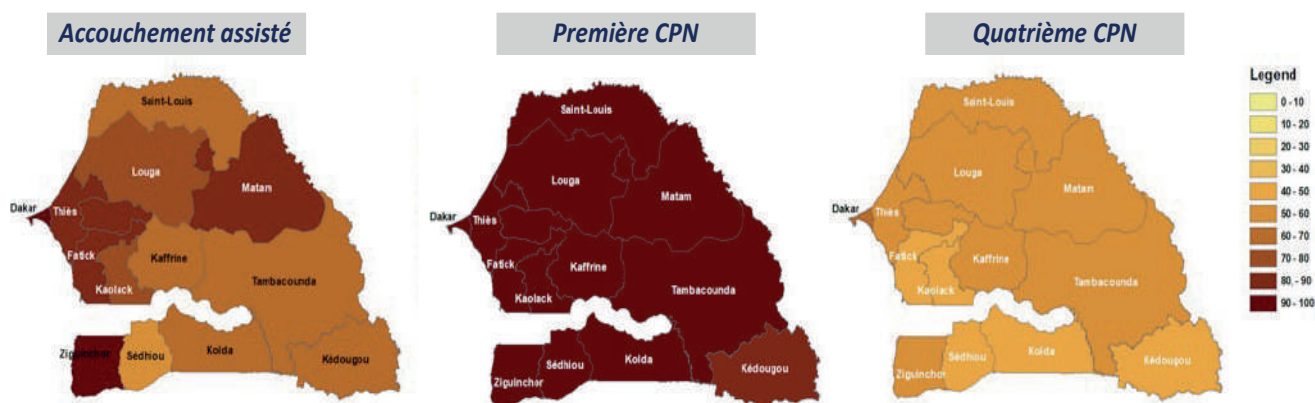 Accouchement assisté
Saint-Louis
Louga
Matam
Dakar
Thiès
Fatick
Kaffrine
Kaolack
Tambacounda
Ziguinchor
Sédhiou
Kolda
Kédougou
Première CPN
Saint-Louis
Louga
Matam
Dakar
Thiès
Fatick
Kaffrine
Kaolack
Tambacounda
Ziguinchor
Sédhiou
Kolda
Kédougou
Quatrième CPN
Saint-Louis
Louga
Matam
Dakar
Thiès
Fatick
Kaffrine
Kaolack
Tambacounda
Ziguinchor
Sédhiou
Kolda
Kédougou
Legend
0 - 10
10 - 20
20 - 30
30 - 40
40 - 50
50 - 60
60 - 70
70 - 80
80, - 90
90 - 100